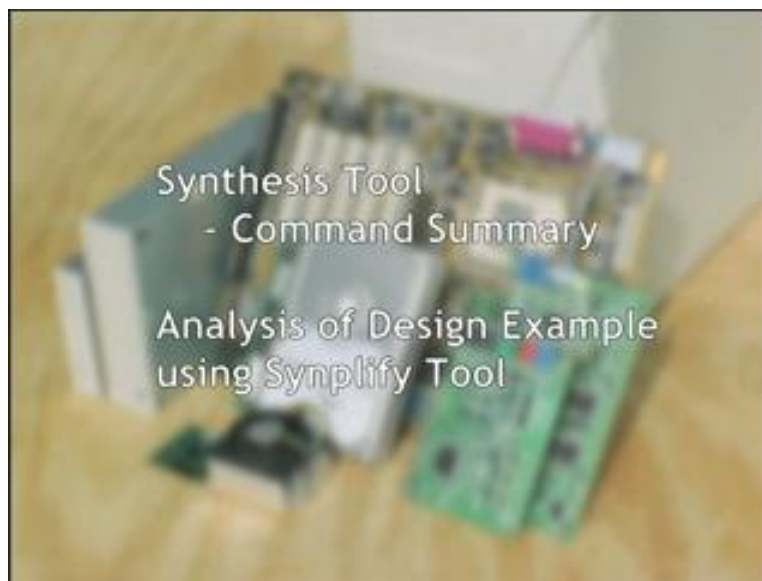 Synthesis Tool
- Command Summary
Analysis of Design Example
using Synplify Tool